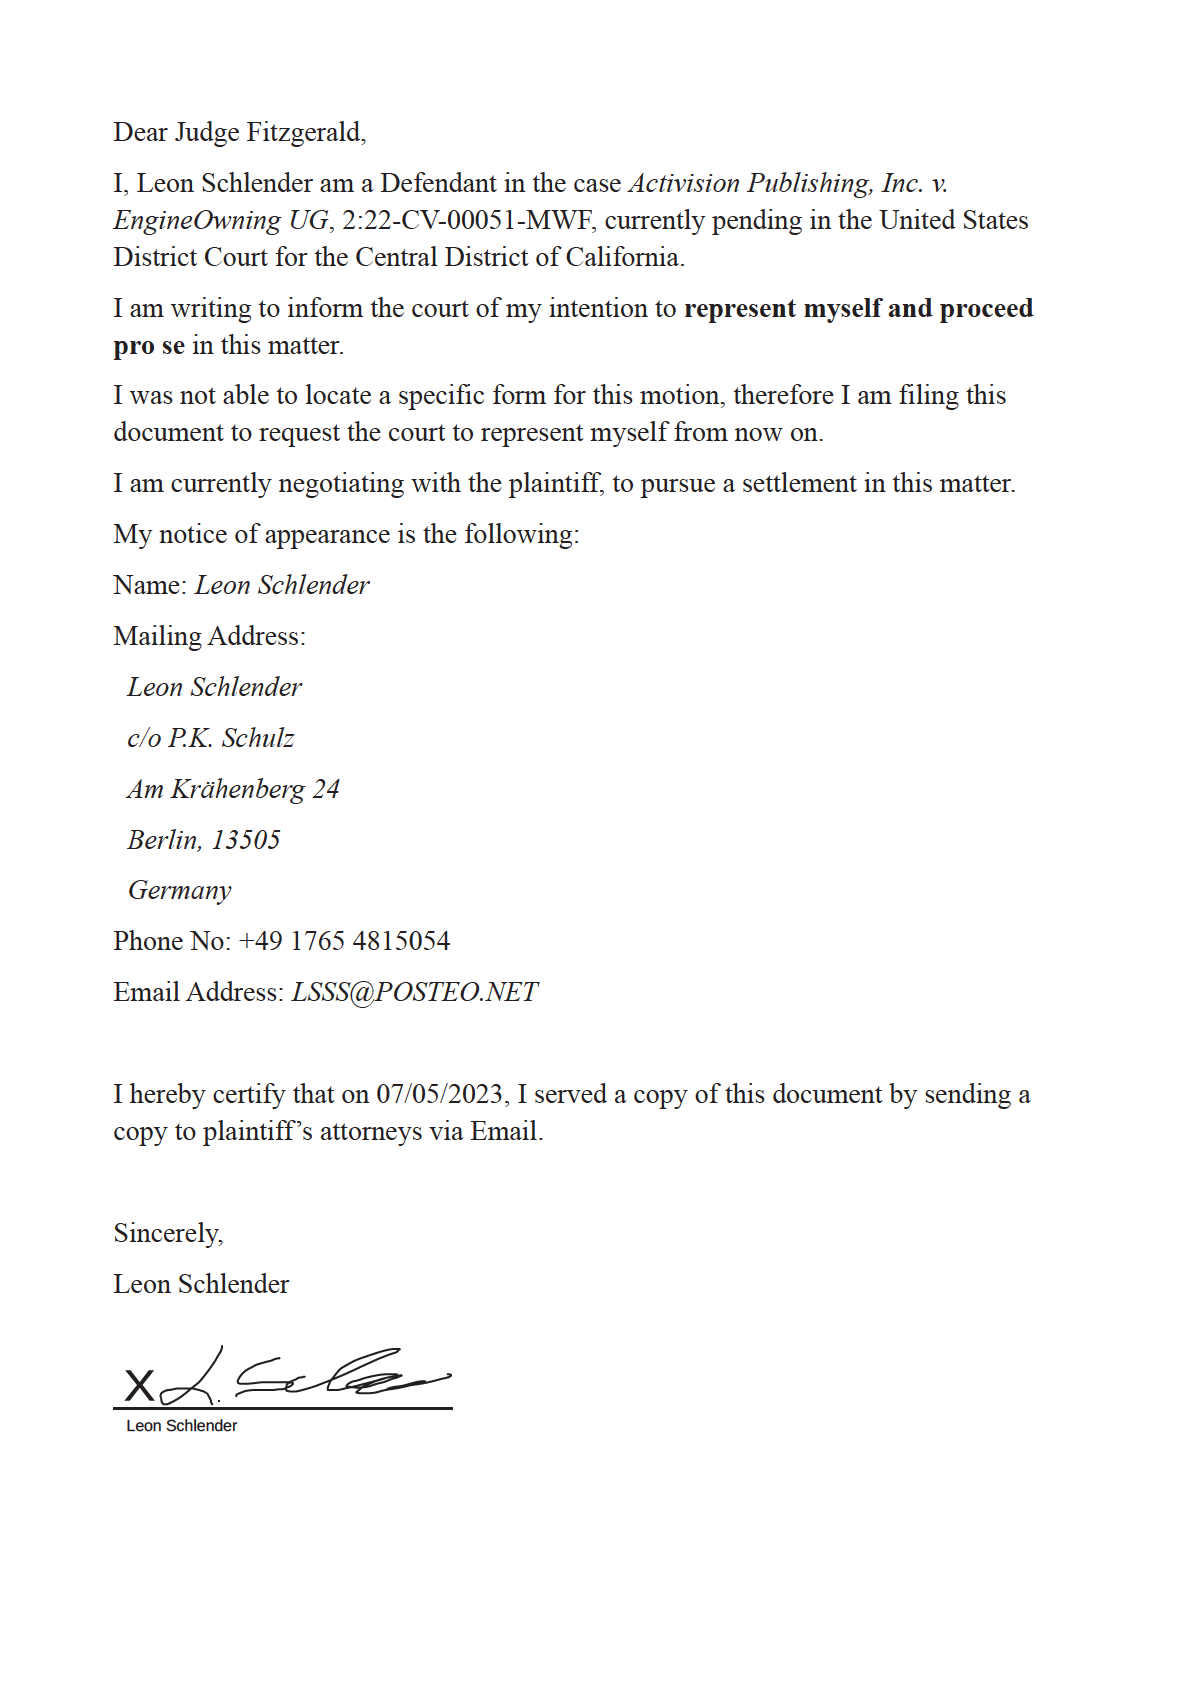 Dear Judge Fitzgerald,
I, Leon Schlender am a Defendant in the case Activision Publishing, Inc. v.
EngineOwning UG, 2:22-CV-00051-MWF, currently pending in the United States
District Court for the Central District of California.
I am writing to inform the court of my intention to represent myself and proceed
pro se in this matter.
I was not able to locate a specific form for this motion, therefore I am filing this
document to request the court to represent myself from now on.
I am currently negotiating with the plaintiff, to pursue a settlement in this matter.
My notice of appearance is the following:
Name: Leon Schlender
Mailing Address:
Leon Schlender
c/o P.K. Schulz
Am Krähenberg 24
Berlin, 13505
Germany
Phone No: +49 1765 4815054
Email Address: LSSS@POSTEO.NET
I hereby certify that on 07/05/2023, I served a copy of this document by sending a
copy to plaintiff’s attorneys via Email.
Sincerely,
Leon Schlender
X
Leon Schlender